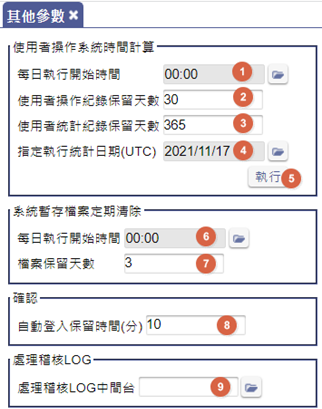 其他參數 ✖
使用者操作系統時間計算
每日執行開始時間 00:00 1
使用者操作紀錄保留天數 30 2
使用者統計紀錄保留天數 365 3
指定執行統計日期(UTC) 2021/11/17 4
執行 5
系統暫存檔案定期清除
每日執行開始時間 00:00 6
檔案保留天數 3 7
確認
自動登入保留時間(分) 10 8
處理稽核LOG
處理稽核LOG中間台 9